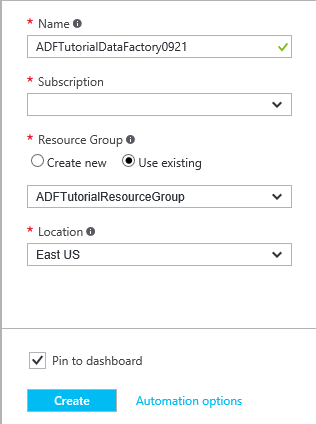 * Name
ADFTutorialDataFactory0921
* Subscription
* Resource Group
Create new Use existing
ADFTutorialResourceGroup
* Location
East US
Pin to dashboard
Create Automation options